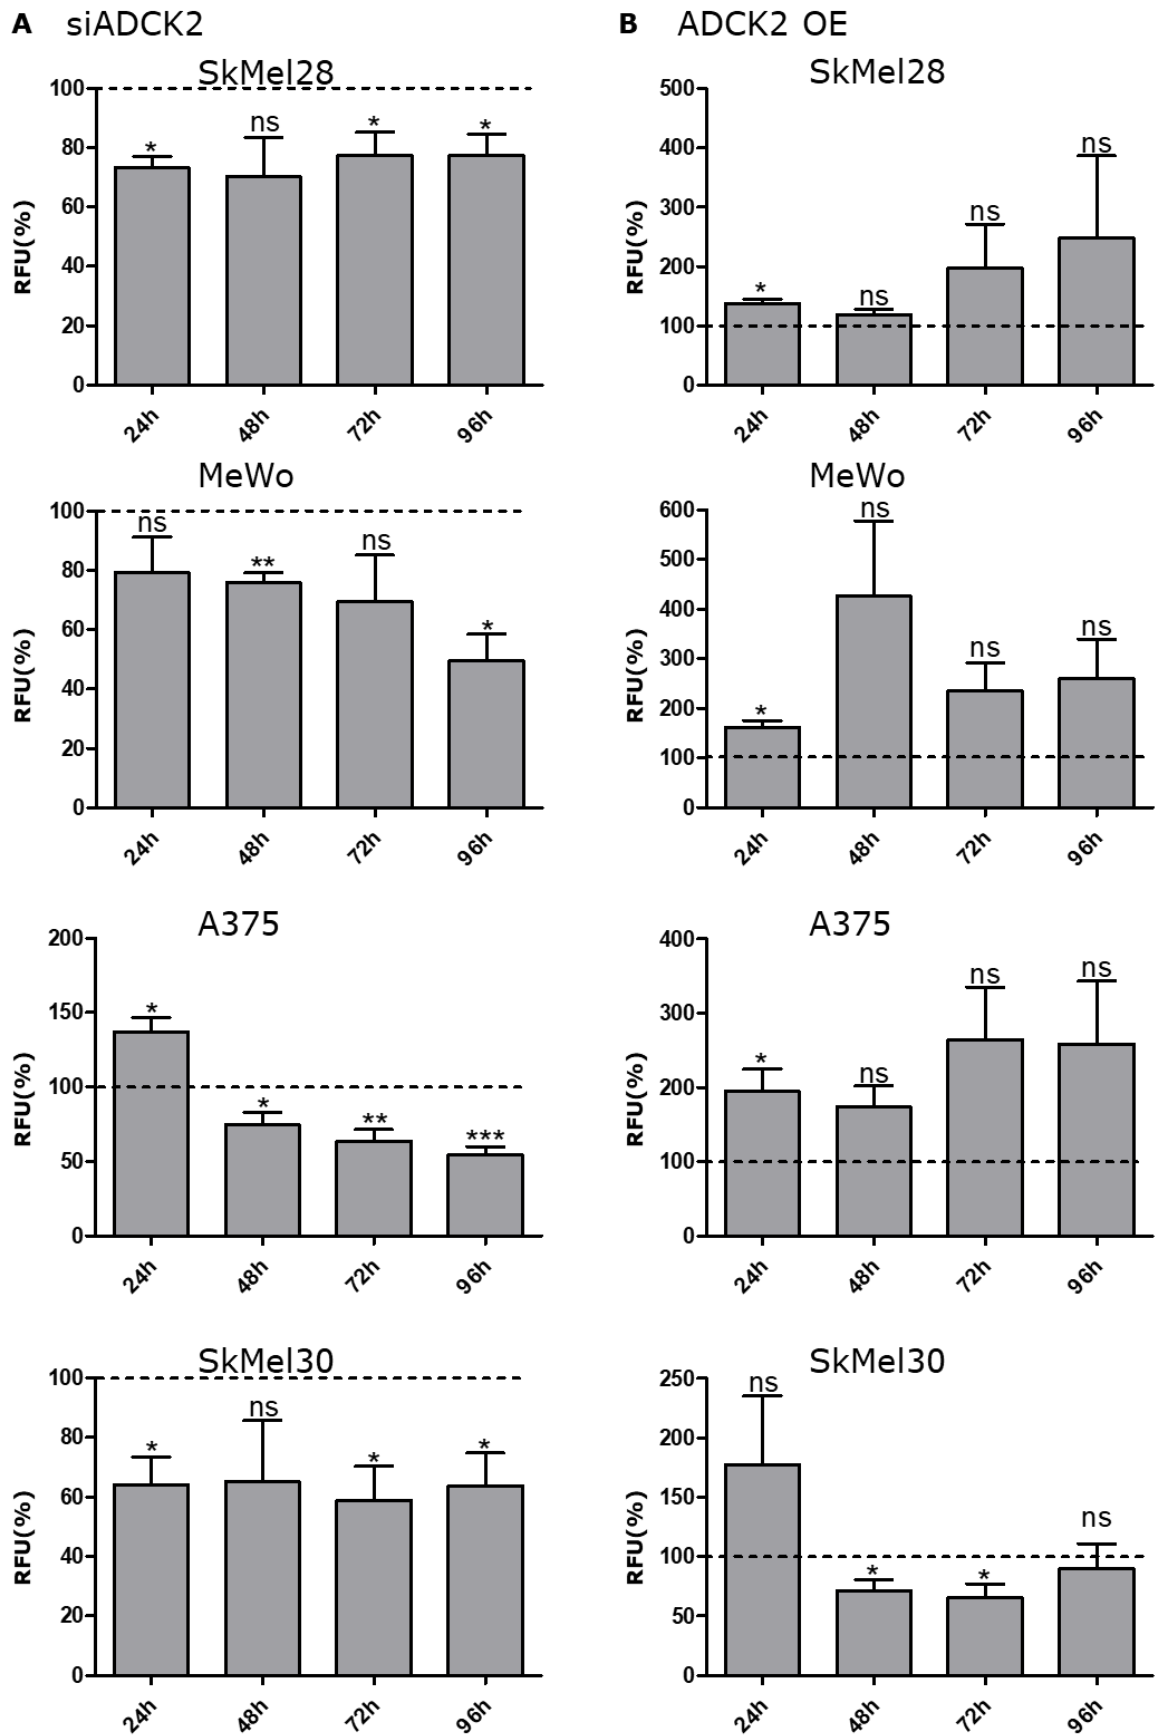 A siADCK2
SkMel28
100
80
60
40
20
0
RFU(%)
* ns * *
24h 48h 72h 96h
MeWo
100
80
60
40
20
0
RFU(%)
ns ** ns *
24h 48h 72h 96h
A375
200
150
100
50
0
RFU(%)
* * ** ***
24h 48h 72h 96h
SkMel30
100
80
60
40
20
0
RFU(%)
* ns * *
24h 48h 72h 96h
B ADCK2 OE
SkMel28
500
400
300
200
100
0
RFU(%)
* ns ns ns
24h 48h 72h 96h
MeWo
600
500
400
300
200
100
0
RFU(%)
* ns ns ns
24h 48h 72h 96h
A375
400
300
200
100
0
RFU(%)
* ns ns ns
24h 48h 72h 96h
SkMel30
250
200
150
100
50
0
RFU(%)
ns * * ns
24h 48h 72h 96h